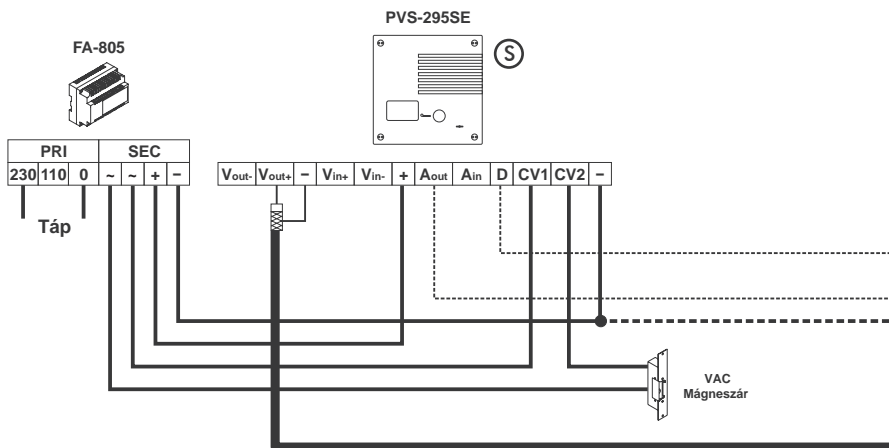 PVS-295SE
FA-805
S
PRI SEC
230 110 0 ~ ~ + −
Vout- Vout+ − Vin+ Vin- + Aout Ain D CV1 CV2 −
Táp
VAC
Mágneszár